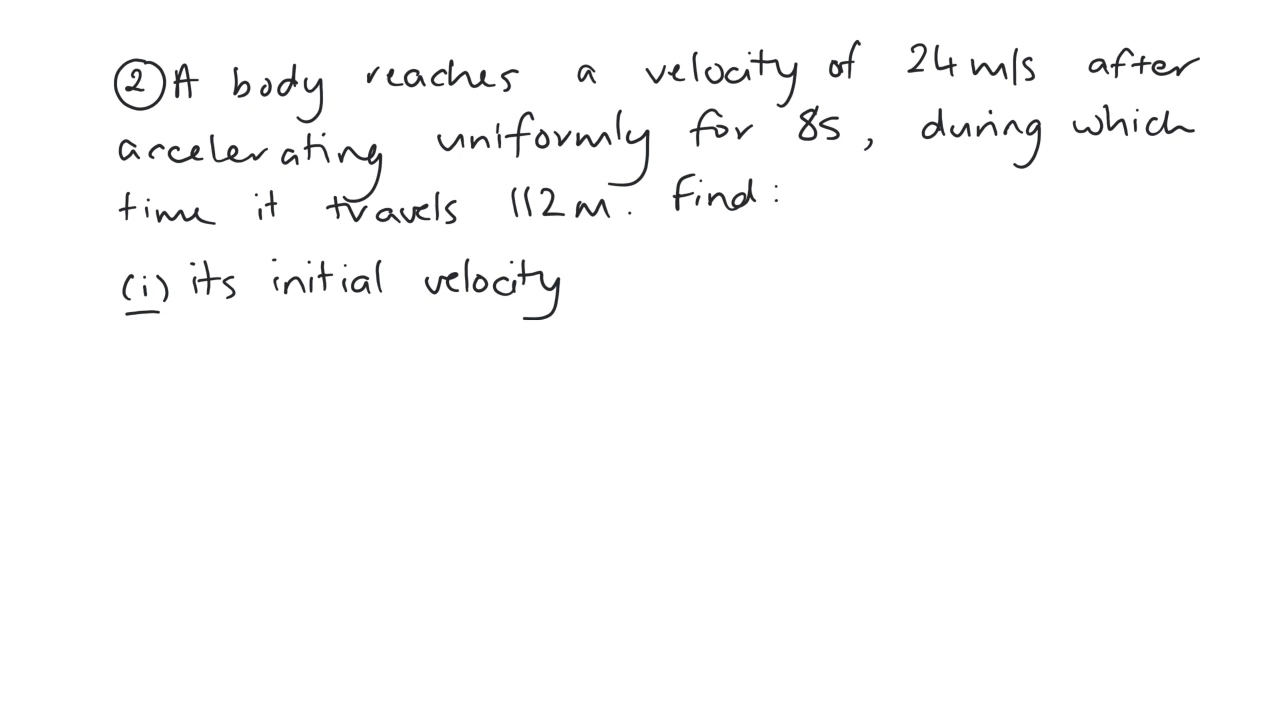 ② A body reaches a velocity of 24 m/s after
accelerating uniformly for 8s, during which
time it travels 112m. Find:
(i) its initial velocity